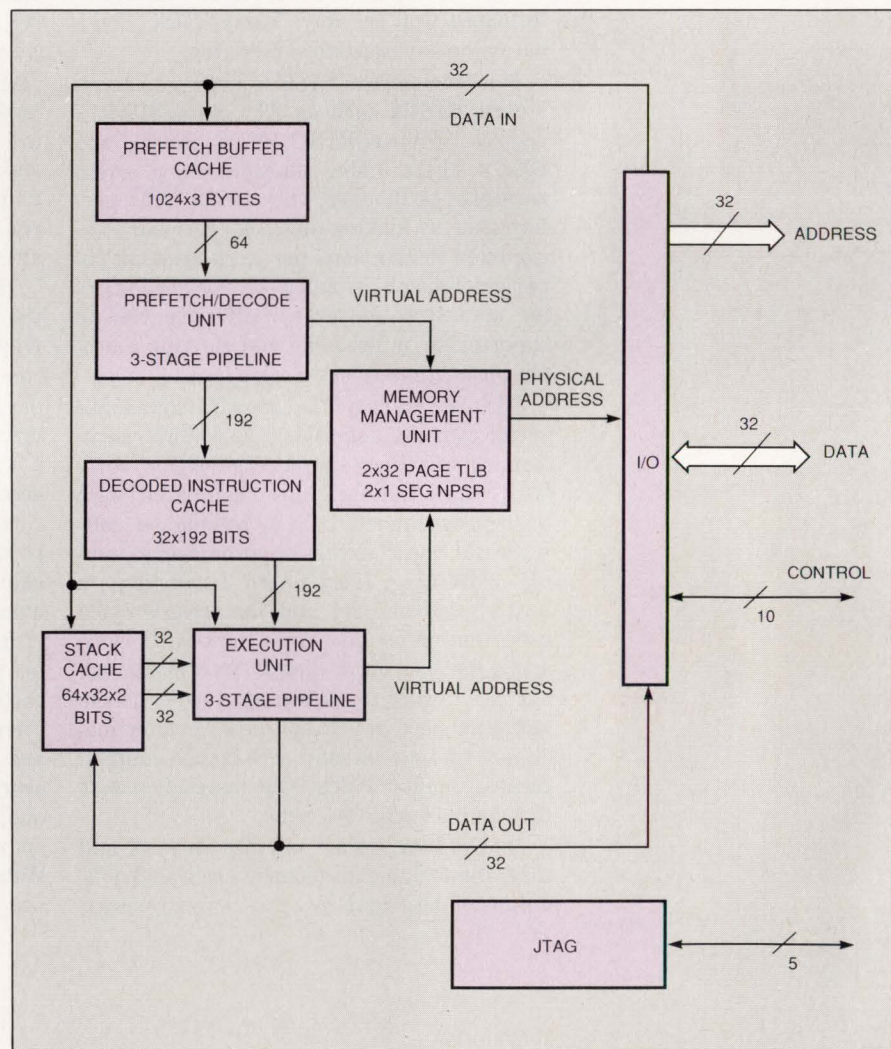 32
DATA IN
PREFETCH BUFFER
CACHE
1024x3 BYTES
64
32
ADDRESS
PREFETCH/DECODE
UNIT
3-STAGE PIPELINE
VIRTUAL ADDRESS
192
MEMORY
MANAGEMENT
UNIT
2x32 PAGE TLB
2x1 SEG NPSR
PHYSICAL
ADDRESS
I/O
32
DATA
DECODED INSTRUCTION
CACHE
32x192 BITS
192
CONTROL
10
STACK
CACHE
64x32x2
BITS
32
32
EXECUTION
UNIT
3-STAGE PIPELINE
VIRTUAL ADDRESS
DATA OUT
32
JTAG
5